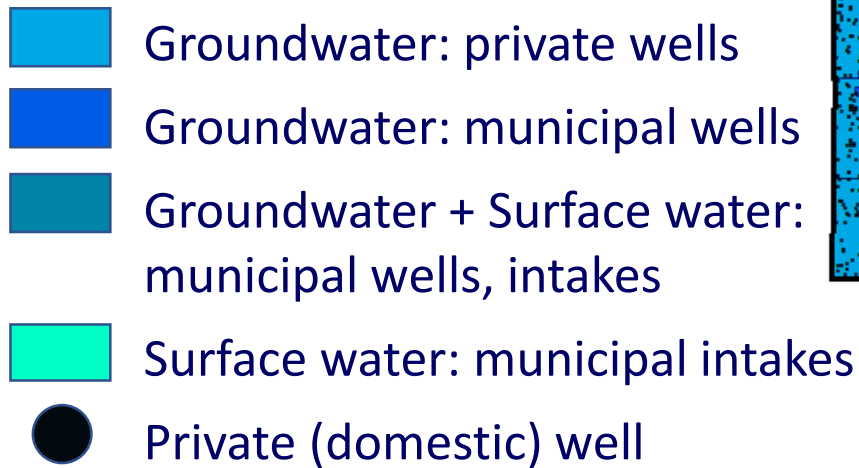 Groundwater: private wells
Groundwater: municipal wells
Groundwater + Surface water:
municipal wells, intakes
Surface water: municipal intakes
Private (domestic) well